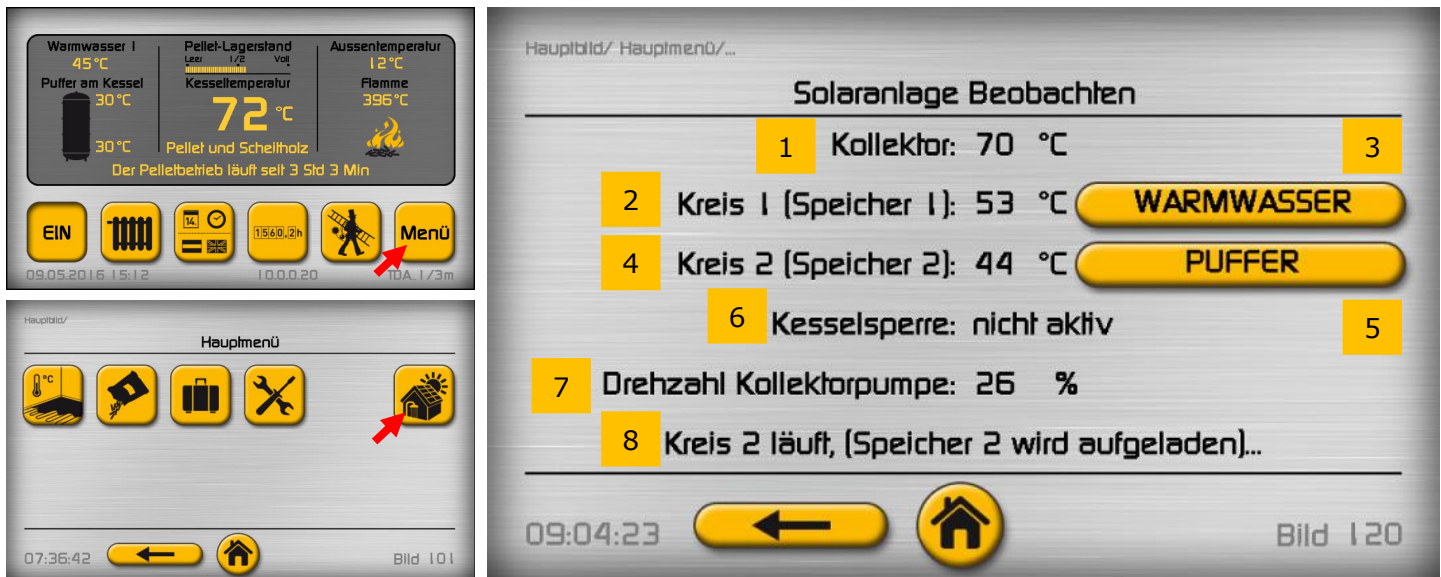 Warmwasser 1 Pellet-Lagerstand Aussentemperatur
45°C Leer 1/2 Voll 12°C
Puffer am Kessel Kesseltemperatur Flamme
30°C 72 °C 396°C
30°C Pellet und Scheitholz
Der Pelletbetrieb läuft seit 3 Std 3 Min
EIN 14. 1560,2h Menü
09.05.2016 15:12 10.0.0.20 TDA_1/3m
Hauptbild/
Hauptmenü
°C
07:36:42 Bild 101
Hauptbild/ Hauptmenü/...
Solaranlage Beobachten
1 Kollektor: 70 °C 3
2 Kreis 1 (Speicher 1): 53 °C WARMWASSER
4 Kreis 2 (Speicher 2): 44 °C PUFFER
6 Kesselsperre: nicht aktiv 5
7 Drehzahl Kollektorpumpe: 26 %
8 Kreis 2 läuft, (Speicher 2 wird aufgeladen)...
09:04:23 Bild 120